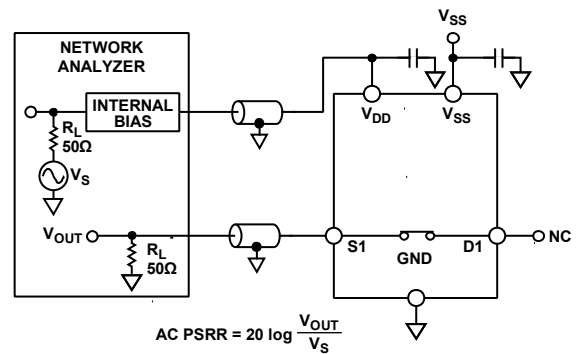 V_SS
NETWORK
ANALYZER
INTERNAL
BIAS
V_DD
V_SS
R_L
50Ω
V_S
V_OUT
R_L
50Ω
S1
GND
D1
NC
AC PSRR = 20 log V_OUT / V_S